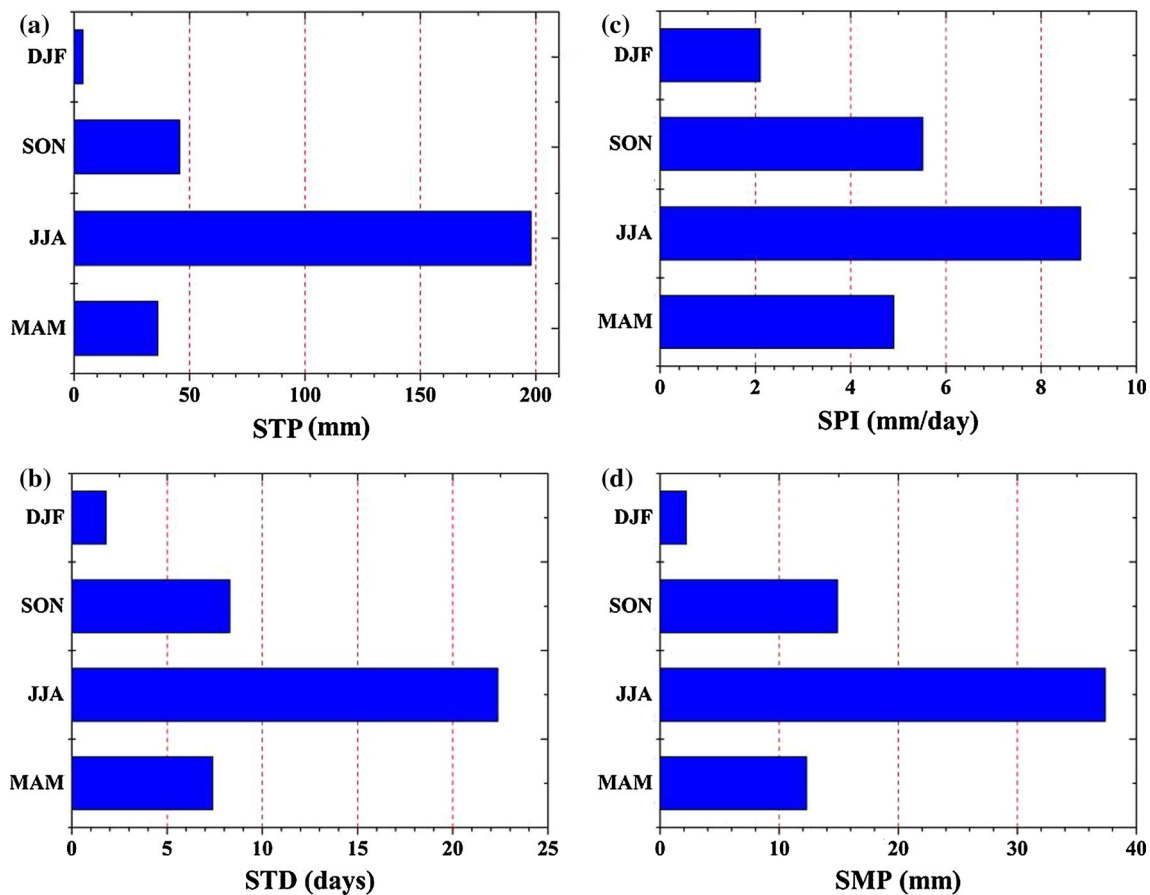 (a)
DJF
SON
JJA
MAM
0 50 100 150 200
STP (mm)
(c)
DJF
SON
JJA
MAM
0 2 4 6 8 10
SPI (mm/day)
(b)
DJF
SON
JJA
MAM
0 5 10 15 20 25
STD (days)
(d)
DJF
SON
JJA
MAM
0 10 20 30 40
SMP (mm)